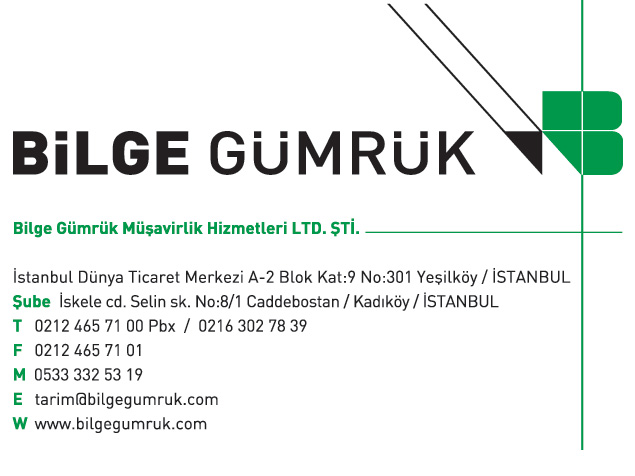 BiLGE GÜMRÜK
Bilge Gümrük Müşavirlik Hizmetleri LTD. ŞTİ.
İstanbul Dünya Ticaret Merkezi A-2 Blok Kat:9 No:301 Yeşilköy / İSTANBUL
Şube İskele cd. Selin sk. No:8/1 Caddebostan / Kadıköy / İSTANBUL
T 0212 465 71 00 Pbx / 0216 302 78 39
F 0212 465 71 01
M 0533 332 53 19
E tarim@bilgegumruk.com
W www.bilgegumruk.com